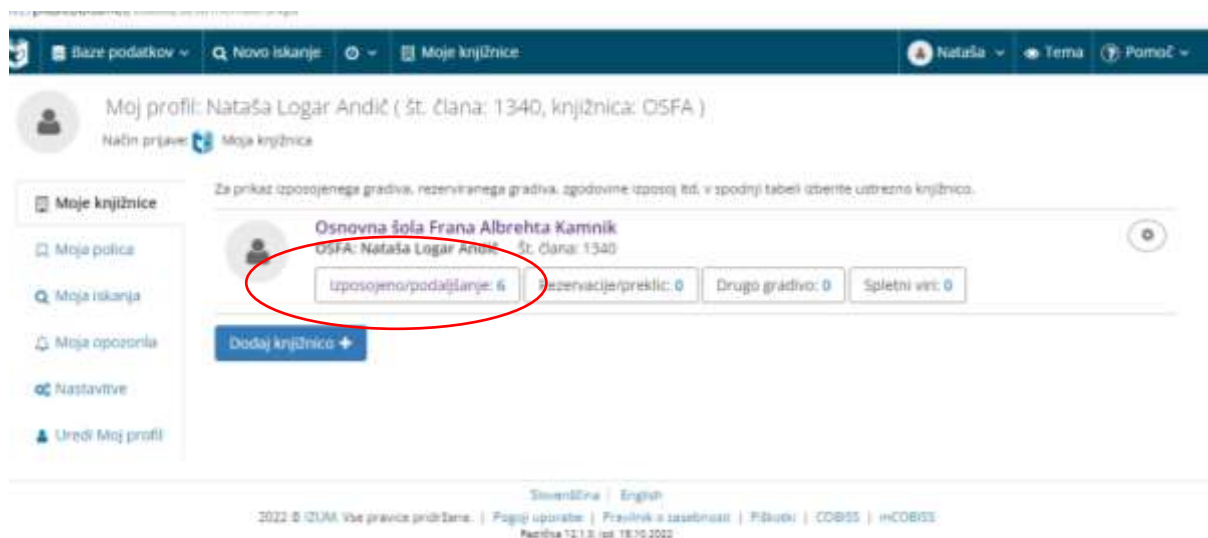 Baze podatkov Novo iskanje Moje knjižnice Nataša Tema Pomoč
Moj profil: Nataša Logar Andič ( št. člana: 1340, knjižnica: OSFA )
Način prijave: Moja knjižnica
Moje knjižnice
Moja polica
Moja iskanja
Moja opozorila
Nastavitve
Uredi Moj profil
Za prikaz izposojenega gradiva, rezerviranega gradiva, zgodovine izposoj itd. v spodnji tabeli izberite ustrezno knjižnico.
Osnovna šola Frana Albrehta Kamnik
OSFA: Nataša Logar Andič Št. člana: 1340
Izposojeno/podaljšanje: 6 Rezervacije/preklic: 0 Drugo gradivo: 0 Spletni viri: 0
Dodaj knjižnico +
Slovenščina | English
2022 © IZUM. Vse pravice pridržane. | Pogoji uporabe | Pravilnik o zasebnosti | Piškotki | COBISS | mCOBISS